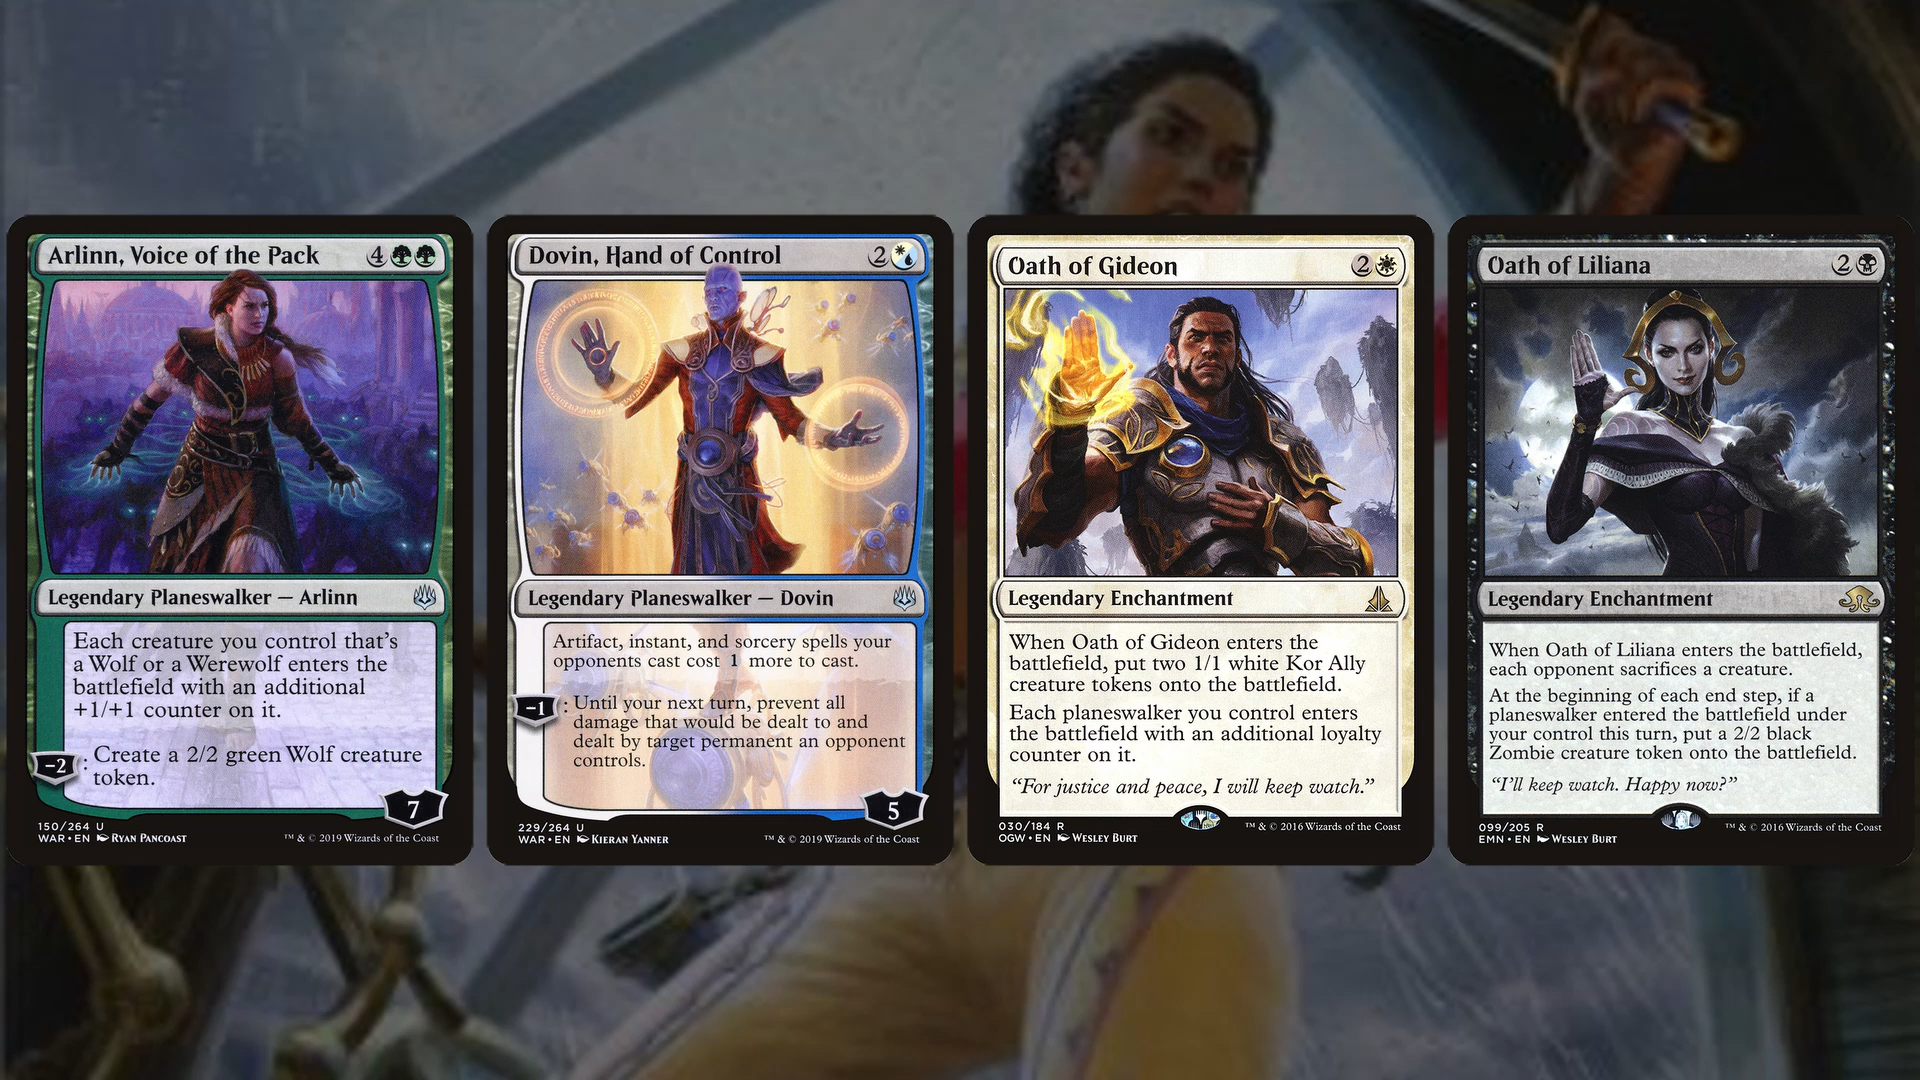 Arlinn, Voice of the Pack 4
Legendary Planeswalker — Arlinn
Each creature you control that's
a Wolf or a Werewolf enters the
battlefield with an additional
+1/+1 counter on it.
−2 : Create a 2/2 green Wolf creature
token.
7
150/264 U
WAR • EN RYAN PANCOAST ™ & © 2019 Wizards of the Coast
Dovin, Hand of Control 2
Legendary Planeswalker — Dovin
Artifact, instant, and sorcery spells your
opponents cast cost 1 more to cast.
−1 : Until your next turn, prevent all
damage that would be dealt to and
dealt by target permanent an opponent
controls.
5
229/264 U
WAR • EN KIERAN YANNER ™ & © 2019 Wizards of the Coast
Oath of Gideon 2
Legendary Enchantment
When Oath of Gideon enters the
battlefield, put two 1/1 white Kor Ally
creature tokens onto the battlefield.
Each planeswalker you control enters
the battlefield with an additional loyalty
counter on it.
“For justice and peace, I will keep watch.”
030/184 R
OGW • EN WESLEY BURT ™ & © 2016 Wizards of the Coast
Oath of Liliana 2
Legendary Enchantment
When Oath of Liliana enters the battlefield,
each opponent sacrifices a creature.
At the beginning of each end step, if a
planeswalker entered the battlefield under
your control this turn, put a 2/2 black
Zombie creature token onto the battlefield.
“I'll keep watch. Happy now?”
099/205 R
EMN • EN WESLEY BURT ™ & © 2016 Wizards of the Coast